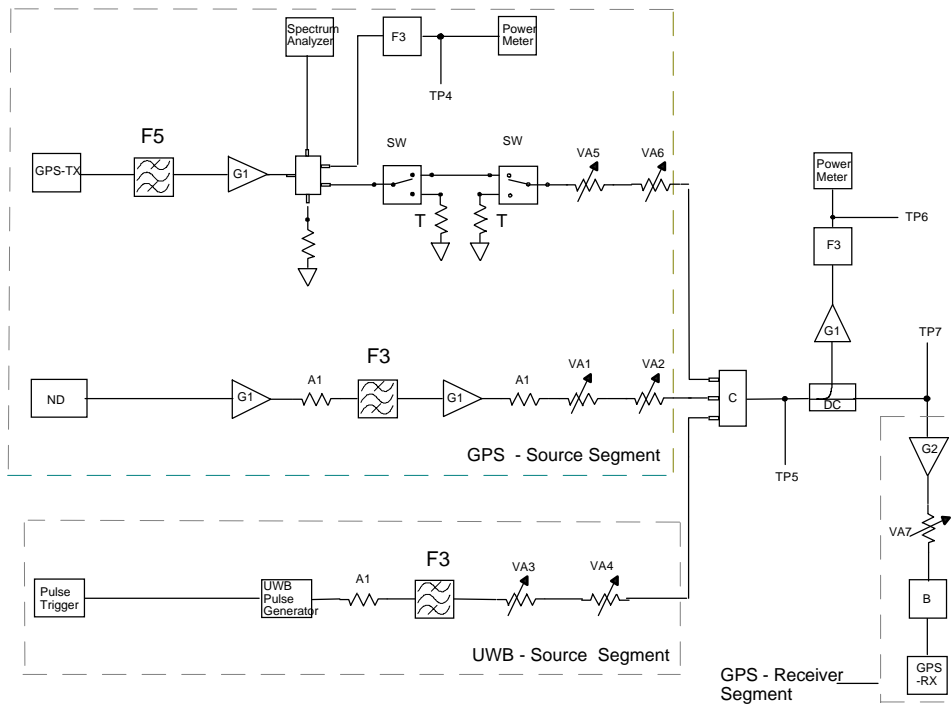 Spectrum
Analyzer
F3
Power
Meter
TP4
F5
SW
SW
VA5
VA6
GPS-TX
G1
T
T
Power
Meter
TP6
F3
G1
TP7
F3
ND
G1
A1
G1
A1
VA1
VA2
C
DC
TP5
GPS - Source Segment
G2
VA7
B
GPS
-RX
F3
Pulse
Trigger
UWB
Pulse
Generator
A1
VA3
VA4
UWB - Source Segment
GPS - Receiver
Segment